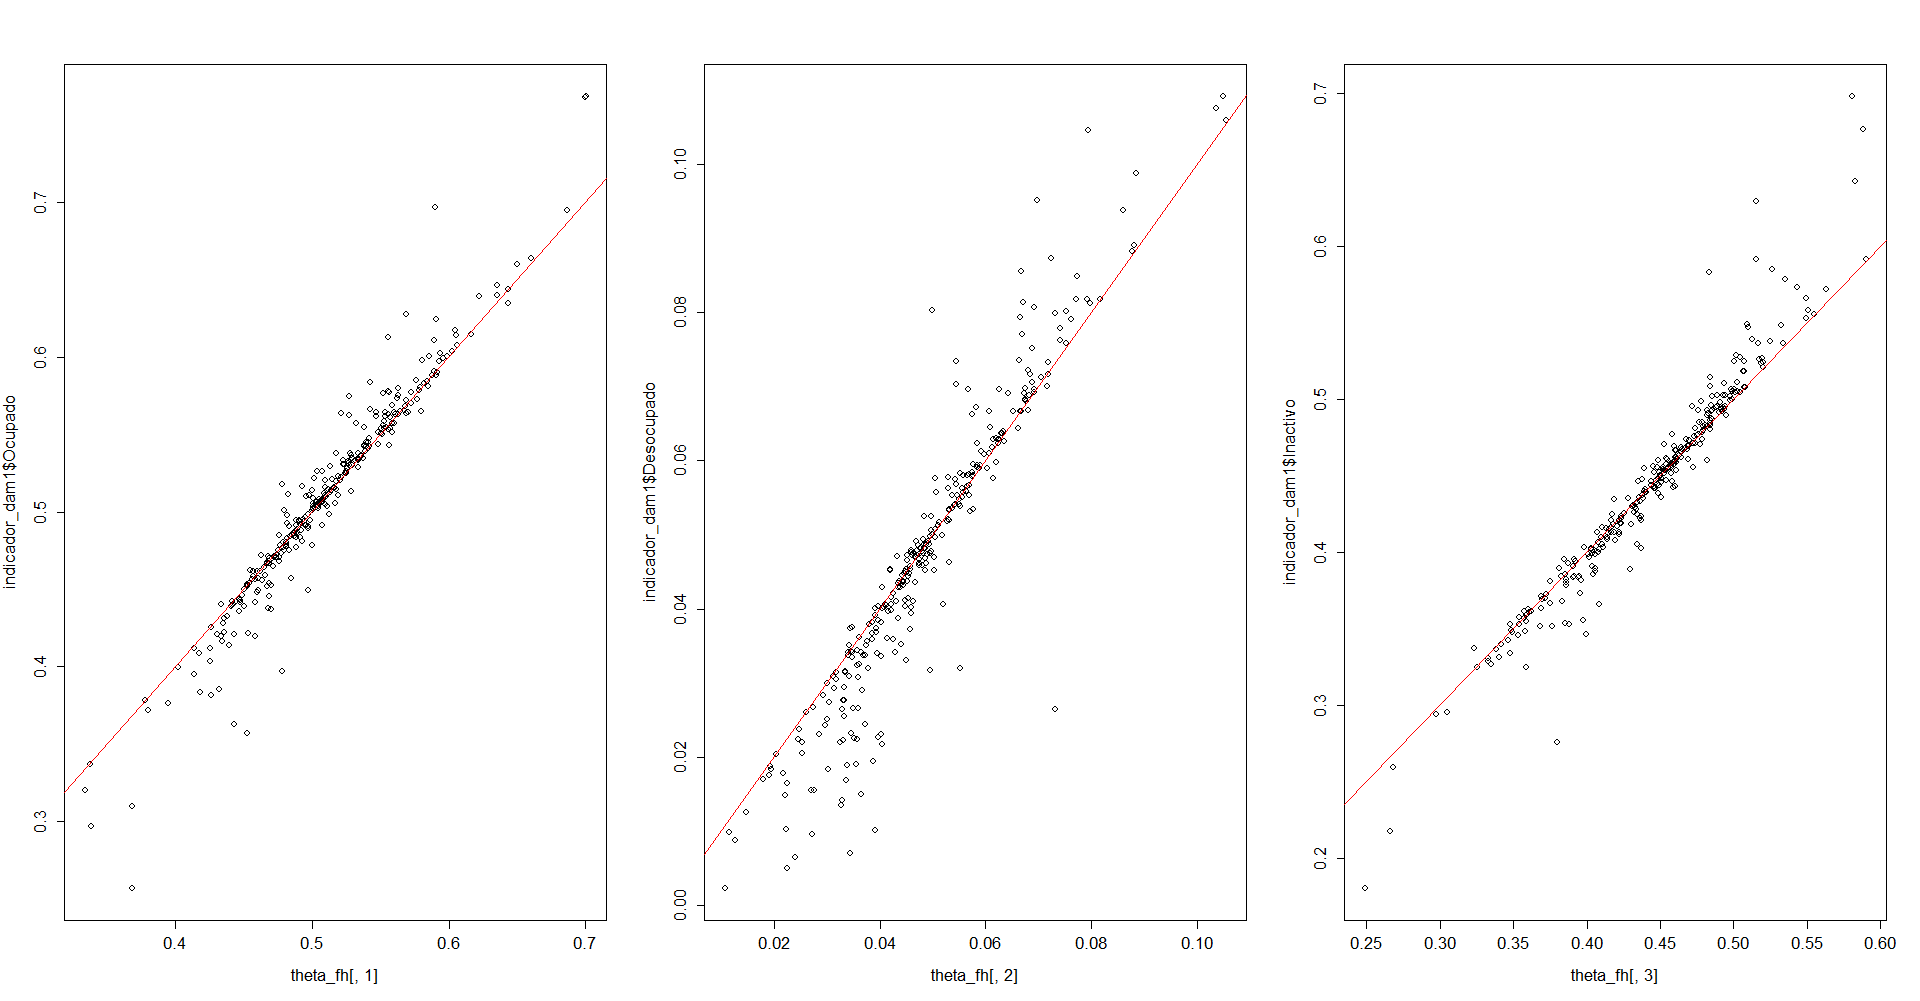 indicador_dam1$Ocupado
0.7
0.6
0.5
0.4
0.3
0.4 0.5 0.6 0.7
theta_fh[, 1]
indicador_dam1$Desocupado
0.10
0.08
0.06
0.04
0.02
0.00
0.02 0.04 0.06 0.08 0.10
theta_fh[, 2]
indicador_dam1$Inactivo
0.7
0.6
0.5
0.4
0.3
0.2
0.25 0.30 0.35 0.40 0.45 0.50 0.55 0.60
theta_fh[, 3]